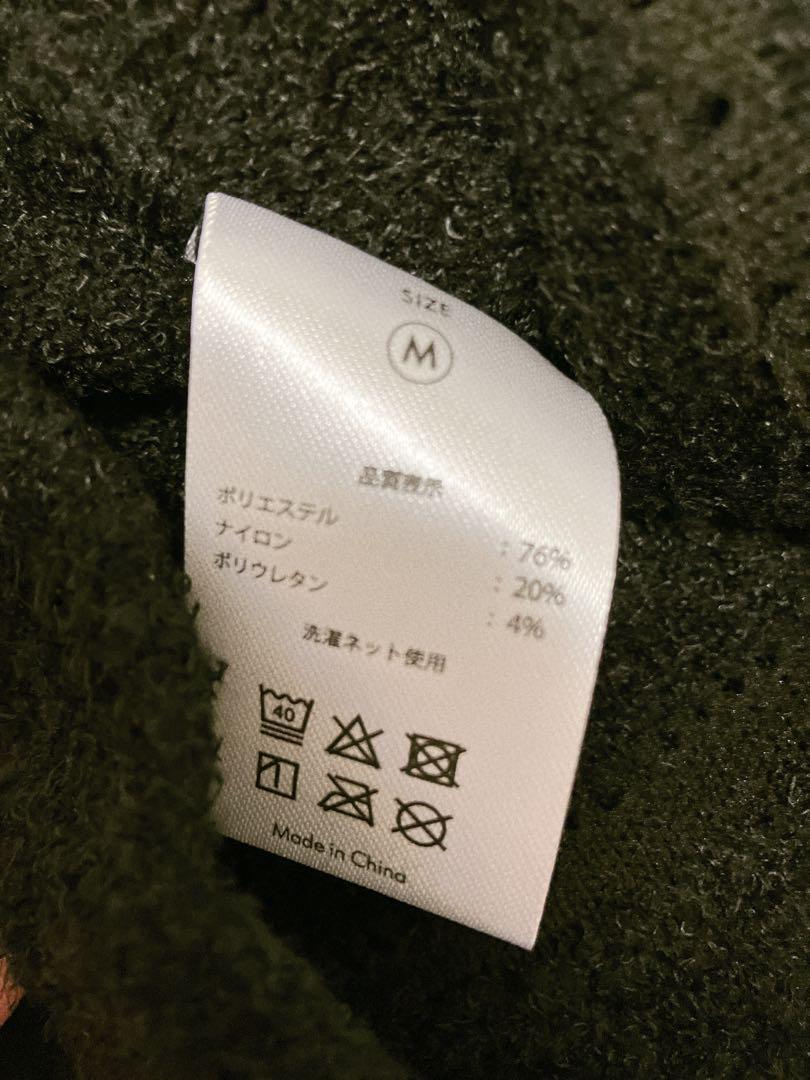 SIZE
M
品質表示
ポリエステル : 76%
ナイロン : 20%
ポリウレタン : 4%
洗濯ネット使用
40
Made in China